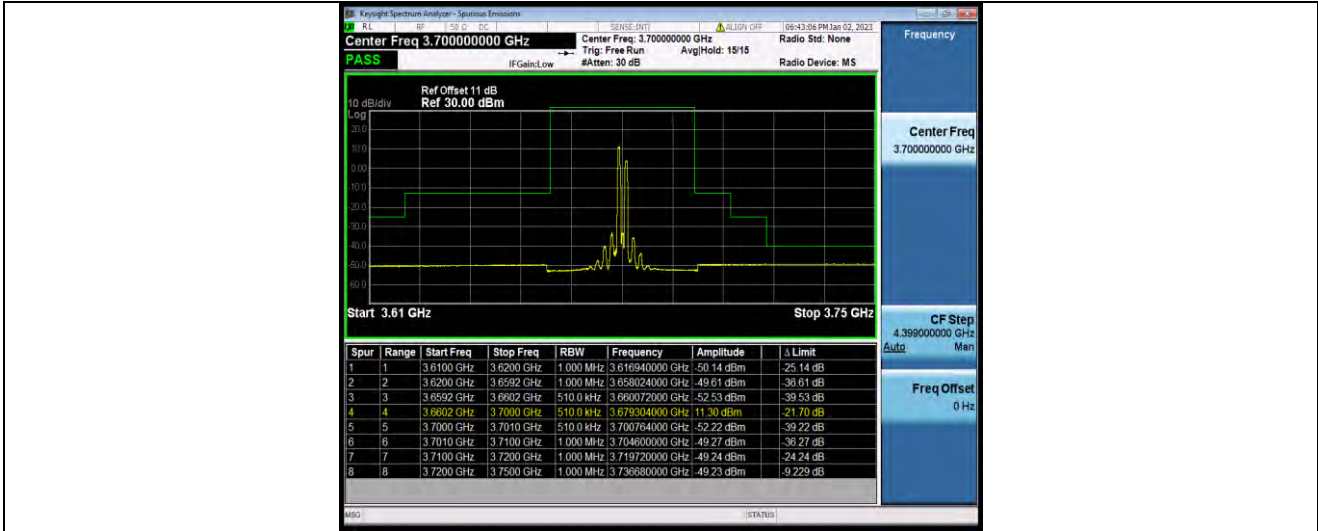 Keysight Spectrum Analyzer - Spurious Emissions
RL RF 50 Ω DC SENSE:INT ALIGN OFF 06:43:06 PM Jan 02, 2023
Center Freq 3.700000000 GHz Center Freq: 3.700000000 GHz Radio Std: None Frequency
Trig: Free Run Avg|Hold: 15/15
PASS IFGain:Low #Atten: 30 dB Radio Device: MS
Ref Offset 11 dB
10 dB/div Ref 30.00 dBm
Log
20.0
10.0
0.00
-10.0
-20.0
-30.0
-40.0
-50.0
-60.0
Start 3.61 GHz Stop 3.75 GHz
Center Freq
3.700000000 GHz
CF Step
4.399000000 GHz
Auto Man
Freq Offset
0 Hz
Spur Range Start Freq Stop Freq RBW Frequency Amplitude Δ Limit
1 1 3.6100 GHz 3.6200 GHz 1.000 MHz 3.616940000 GHz -50.14 dBm -25.14 dB
2 2 3.6200 GHz 3.6592 GHz 1.000 MHz 3.658024000 GHz -49.61 dBm -36.61 dB
3 3 3.6592 GHz 3.6602 GHz 510.0 kHz 3.660072000 GHz -52.53 dBm -39.53 dB
4 4 3.6602 GHz 3.7000 GHz 510.0 kHz 3.679304000 GHz 11.30 dBm -21.70 dB
5 5 3.7000 GHz 3.7010 GHz 510.0 kHz 3.700764000 GHz -52.22 dBm -39.22 dB
6 6 3.7010 GHz 3.7100 GHz 1.000 MHz 3.704600000 GHz -49.27 dBm -36.27 dB
7 7 3.7100 GHz 3.7200 GHz 1.000 MHz 3.719720000 GHz -49.24 dBm -24.24 dB
8 8 3.7200 GHz 3.7500 GHz 1.000 MHz 3.736680000 GHz -49.23 dBm -9.229 dB
MSG STATUS